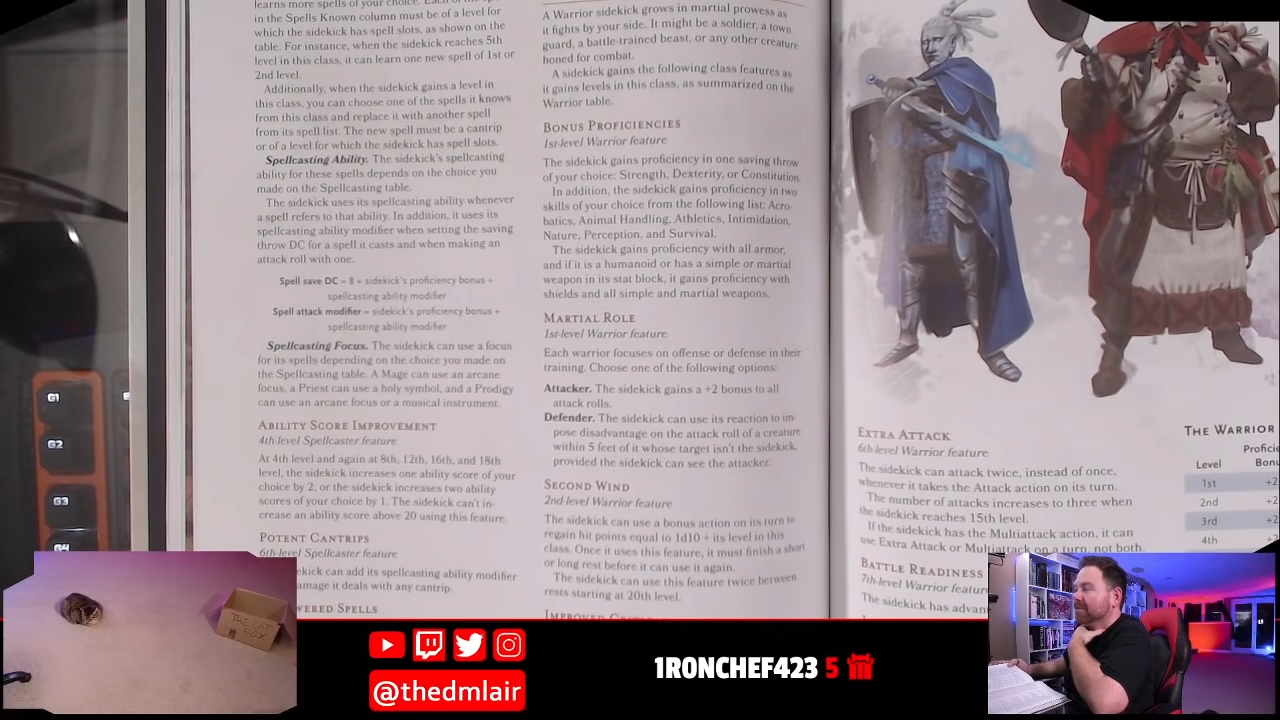 learns more spells of your choice. Each of
in the Spells Known column must be of a level for
which the sidekick has spell slots, as shown on the
table. For instance, when the sidekick reaches 5th
level in this class, it can learn one new spell of 1st or
2nd level.
Additionally, when the sidekick gains a level in
this class, you can choose one of the spells it knows
from this class and replace it with another spell
from its spell list. The new spell must be a cantrip
or of a level for which the sidekick has spell slots.
Spellcasting Ability. The sidekick's spellcasting
ability for these spells depends on the choice you
made on the Spellcasting table.
The sidekick uses its spellcasting ability whenever
a spell refers to that ability. In addition, it uses its
spellcasting ability modifier when setting the saving
throw DC for a spell it casts and when making an
attack roll with one.
Spell save DC = 8 + sidekick's proficiency bonus +
spellcasting ability modifier
Spell attack modifier = sidekick's proficiency bonus +
spellcasting ability modifier
Spellcasting Focus. The sidekick can use a focus
for its spells depending on the choice you made on
the Spellcasting table. A Mage can use an arcane
focus, a Priest can use a holy symbol, and a Prodigy
can use an arcane focus or a musical instrument.
ABILITY SCORE IMPROVEMENT
4th-level Spellcaster feature
At 4th level and again at 8th, 12th, 16th, and 18th
level, the sidekick increases one ability score of your
choice by 2, or the sidekick increases two ability
scores of your choice by 1. The sidekick can't in-
crease an ability score above 20 using this feature.
POTENT CANTRIPS
6th-level Spellcaster feature
sidekick can add its spellcasting ability modifier
damage it deals with any cantrip.
WERED SPELLS
A Warrior sidekick grows in martial prowess as
it fights by your side. It might be a soldier, a town
guard, a battle-trained beast, or any other creature
honed for combat.
A sidekick gains the following class features as
it gains levels in this class, as summarized on the
Warrior table.
BONUS PROFICIENCIES
1st-level Warrior feature
The sidekick gains proficiency in one saving throw
of your choice: Strength, Dexterity, or Constitution.
In addition, the sidekick gains proficiency in two
skills of your choice from the following list: Acro-
batics, Animal Handling, Athletics, Intimidation,
Nature, Perception, and Survival.
The sidekick gains proficiency with all armor,
and if it is a humanoid or has a simple or martial
weapon in its stat block, it gains proficiency with
shields and all simple and martial weapons.
MARTIAL ROLE
1st-level Warrior feature
Each warrior focuses on offense or defense in their
training. Choose one of the following options:
Attacker. The sidekick gains a +2 bonus to all
attack rolls.
Defender. The sidekick can use its reaction to im-
pose disadvantage on the attack roll of a creature
within 5 feet of it whose target isn't the sidekick,
provided the sidekick can see the attacker.
SECOND WIND
2nd-level Warrior feature
The sidekick can use a bonus action on its turn to
regain hit points equal to 1d10 + its level in this
class. Once it uses this feature, it must finish a short
or long rest before it can use it again.
The sidekick can use this feature twice between
rests starting at 20th level.
EXTRA ATTACK
6th-level Warrior feature
The sidekick can attack twice, instead of once,
whenever it takes the Attack action on its turn.
The number of attacks increases to three when
the sidekick reaches 15th level.
If the sidekick has the Multiattack action, it can
use Extra Attack or Multiattack on a turn, not both.
BATTLE READINESS
7th-level Warrior feature
The sidekick has advan
THE WARRIOR
Level
1st +2
2nd +2
3rd +2
4th +2
G1
G2
G3
G4
THE CAT
BOX
@thedmlair
1RONCHEF423 5